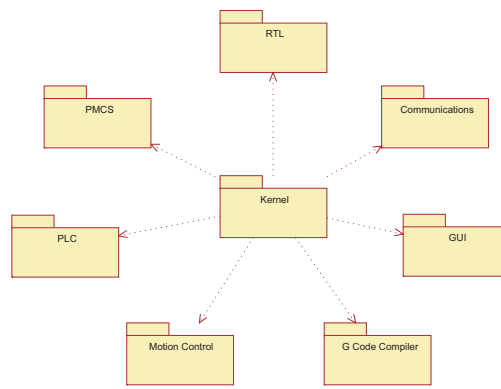 RTL
PMCS
Communications
Kernel
PLC
GUI
Motion Control
G Code Compiler